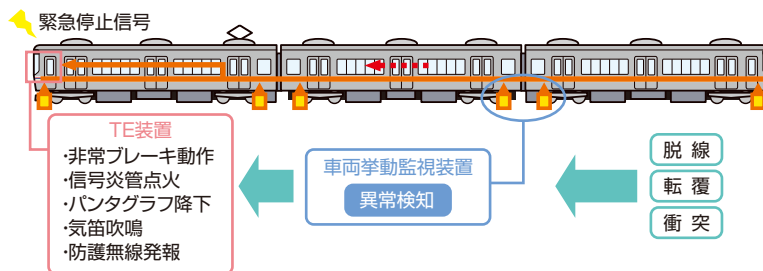 緊急停止信号
TE装置
・非常ブレーキ動作
・信号炎管点火
・パンタグラフ降下
・気笛吹鳴
・防護無線発報
車両挙動監視装置
異常検知
脱線
転覆
衝突